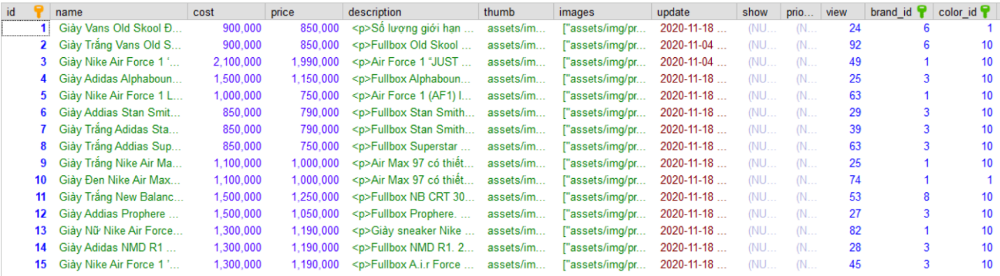 id name cost price description thumb images update show prio... view brand_id color_id
1 Giày Vans Old Skool Đ... 900,000 850,000 <p>Số lượng giới hạn ... assets/im... ["assets/img/pr... 2020-11-18 ... (NU... (N... 24 6 1
2 Giày Trắng Vans Old S... 900,000 850,000 <p>Fullbox Old Skool ... assets/im... ["assets/img/pr... 2020-11-04 ... (NU... (N... 92 6 10
3 Giày Nike Air Force 1 '... 2,100,000 1,990,000 <p>Air Force 1 “JUST ... assets/im... ["assets/img/pr... 2020-11-04 ... (NU... (N... 49 1 10
4 Giày Adidas Alphaboun... 1,500,000 1,150,000 <p>Fullbox Alphaboun... assets/im... ["assets/img/pr... 2020-11-18 ... (NU... (N... 25 3 10
5 Giày Nike Air Force 1 L... 1,000,000 750,000 <p>Air Force 1 (AF1) l... assets/im... ["assets/img/pr... 2020-11-18 ... (NU... (N... 63 1 10
6 Giày Addias Stan Smit... 850,000 790,000 <p>Fullbox Stan Smith... assets/im... ["assets/img/pr... 2020-11-18 ... (NU... (N... 29 3 10
7 Giày Trắng Adidas Sta... 850,000 790,000 <p>Fullbox Stan Smith... assets/im... ["assets/img/pr... 2020-11-18 ... (NU... (N... 39 3 10
8 Giày Trắng Addias Sup... 850,000 750,000 <p>Fullbox Superstar ... assets/im... ["assets/img/pr... 2020-11-18 ... (NU... (N... 63 3 10
9 Giày Trắng Nike Air Ma... 1,100,000 1,000,000 <p>Air Max 97 có thiết... assets/im... ["assets/img/pr... 2020-11-18 ... (NU... (N... 25 1 10
10 Giày Đen Nike Air Max... 1,100,000 1,000,000 <p>Air Max 97 có thiết... assets/im... ["assets/img/pr... 2020-11-18 ... (NU... (N... 74 1 1
11 Giày Trắng New Balanc... 1,500,000 1,250,000 <p>Fullbox NB CRT 30... assets/im... ["assets/img/pr... 2020-11-18 ... (NU... (N... 53 8 10
12 Giày Addias Prophere ... 1,500,000 1,050,000 <p>Fullbox Prophere. ... assets/im... ["assets/img/pr... 2020-11-18 ... (NU... (N... 27 3 10
13 Giày Nữ Nike Air Force... 1,300,000 1,190,000 <p>Giày sneaker Nike ... assets/im... ["assets/img/pr... 2020-11-18 ... (NU... (N... 82 1 10
14 Giày Adidas NMD R1 ... 1,300,000 1,190,000 <p>Fullbox NMD R1. 2... assets/im... ["assets/img/pr... 2020-11-18 ... (NU... (N... 28 3 10
15 Giày Nike Air Force 1 '... 1,300,000 1,190,000 <p>Fullbox A.i.r Force ... assets/im... ["assets/img/pr... 2020-11-18 ... (NU... (N... 45 3 10